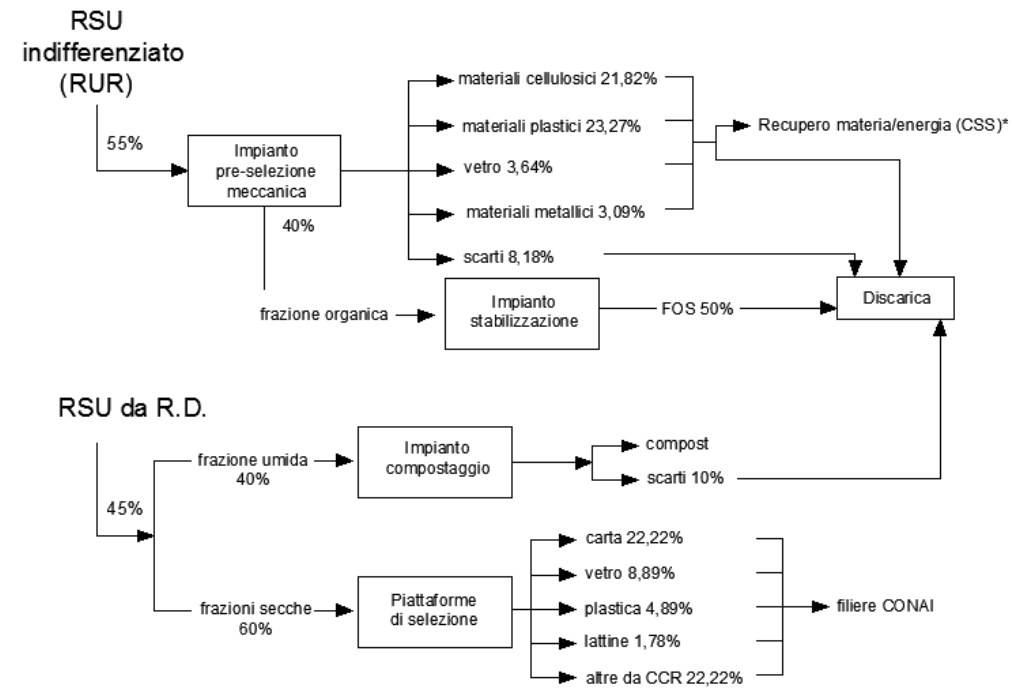 RSU
indifferenziato
(RUR)
55%
Impianto
pre-selezione
meccanica
40%
materiali cellulosici 21,82%
materiali plastici 23,27%
vetro 3,64%
materiali metallici 3,09%
scarti 8,18%
Recupero materia/energia (CSS)*
frazione organica
Impianto
stabilizzazione
FOS 50%
Discarica
RSU da R.D.
45%
frazione umida
40%
Impianto
compostaggio
compost
scarti 10%
frazioni secche
60%
Piattaforme
di selezione
carta 22,22%
vetro 8,89%
plastica 4,89%
lattine 1,78%
altre da CCR 22,22%
filiere CONAI